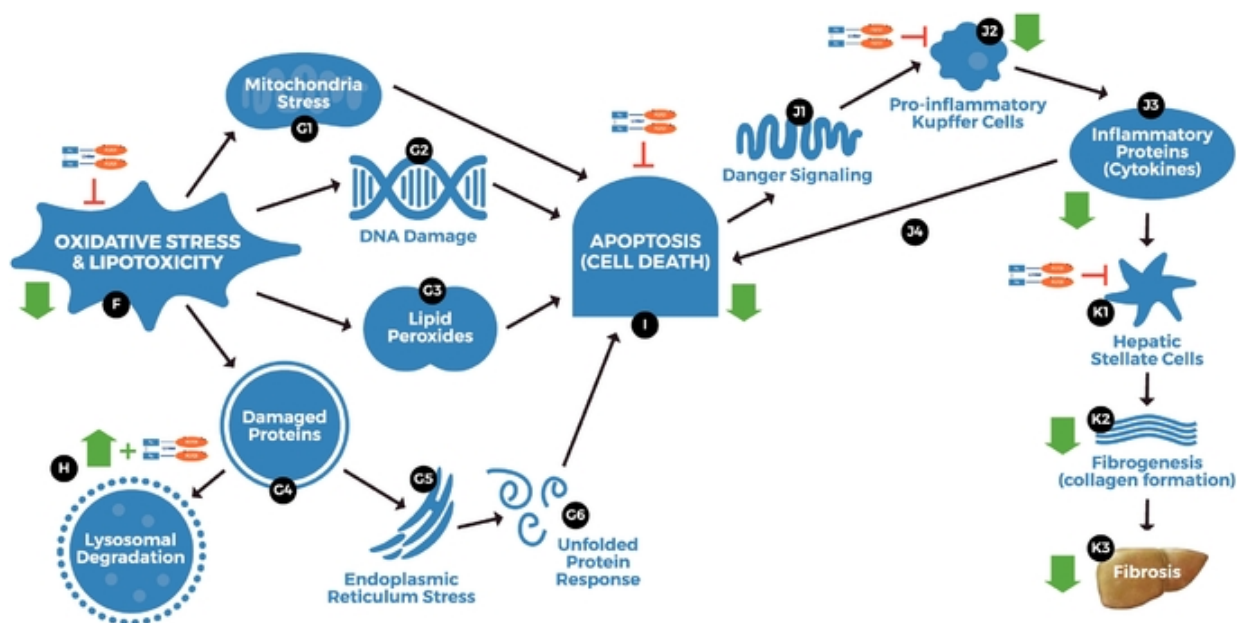 Mitochondria
Stress
G1
G2
DNA Damage
OXIDATIVE STRESS
& LIPOTOXICITY
F
G3
Lipid
Peroxides
Damaged
Proteins
G4
H
+
Lysosomal
Degradation
G5
Endoplasmic
Reticulum Stress
G6
Unfolded
Protein
Response
APOPTOSIS
(CELL DEATH)
I
J1
Danger Signaling
J2
Pro-inflammatory
Kupffer Cells
J3
Inflammatory
Proteins
(Cytokines)
J4
K1
Hepatic
Stellate Cells
K2
Fibrogenesis
(collagen formation)
K3
Fibrosis